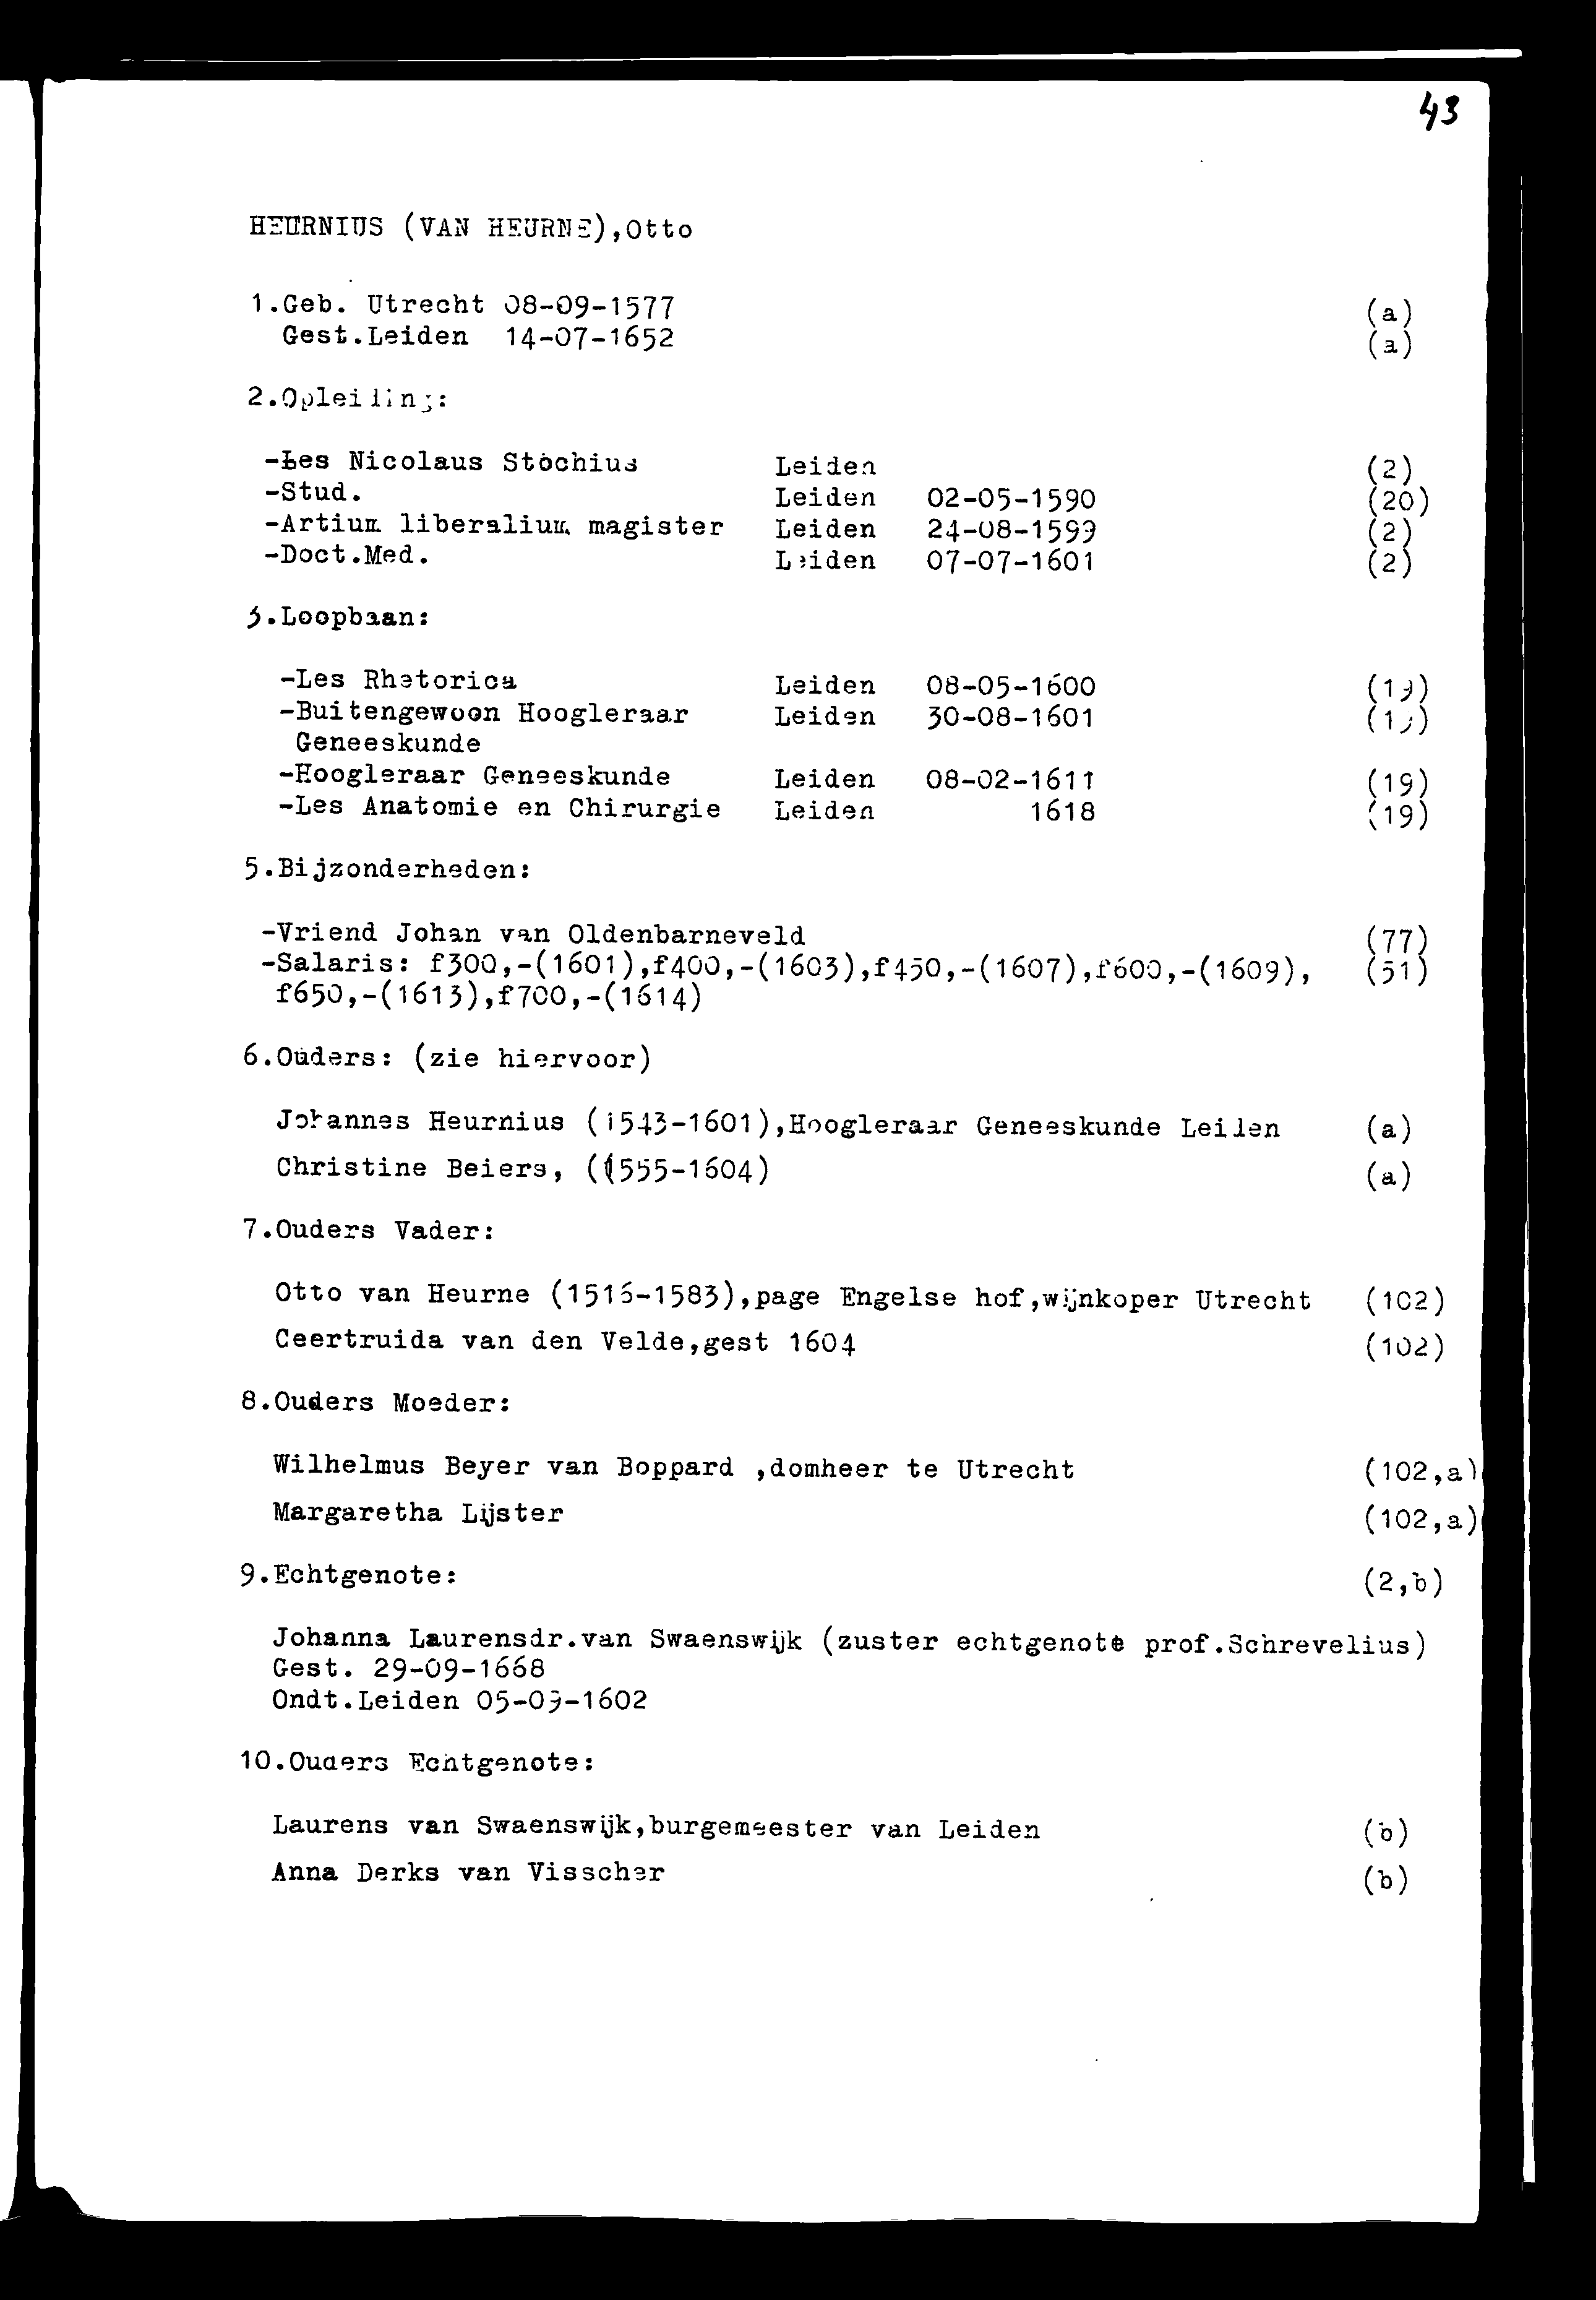 43
HEURNIUS (VAN HEURNE),Otto
1.Geb. Utrecht 08-09-1577 (a)
Gest.Leiden 14-07-1652 (a)
2.Opleiding:
-Les Nicolaus Stochius Leiden (2)
-Stud. Leiden 02-05-1590 (20)
-Artium liberalium magister Leiden 24-08-1599 (2)
-Doct.Med. Leiden 07-07-1601 (2)
3.Loopbaan:
-Les Rhetorica Leiden 08-05-1600 (19)
-Buitengewoon Hoogleraar Leiden 30-08-1601 (19)
Geneeskunde
-Hoogleraar Geneeskunde Leiden 08-02-1611 (19)
-Les Anatomie en Chirurgie Leiden 1618 (19)
5.Bijzonderheden:
-Vriend Johan van Oldenbarneveld (77)
-Salaris: f300,-(1601),f400,-(1603),f450,-(1607),f600,-(1609), (51)
f650,-(1613),f700,-(1614)
6.Ouders: (zie hiervoor)
Johannes Heurnius (1543-1601),Hoogleraar Geneeskunde Leiden (a)
Christine Beiers, (1555-1604) (a)
7.Ouders Vader:
Otto van Heurne (1516-1583),page Engelse hof,wijnkoper Utrecht (102)
Ceertruida van den Velde,gest 1604 (102)
8.Ouders Moeder:
Wilhelmus Beyer van Boppard ,domheer te Utrecht (102,a)
Margaretha Lijster (102,a)
9.Echtgenote: (2,b)
Johanna Laurensdr.van Swaenswijk (zuster echtgenote prof.Schrevelius)
Gest. 29-09-1668
Ondt.Leiden 05-09-1602
10.Ouders Echtgenote:
Laurens van Swaenswijk,burgemeester van Leiden (b)
Anna Derks van Visscher (b)